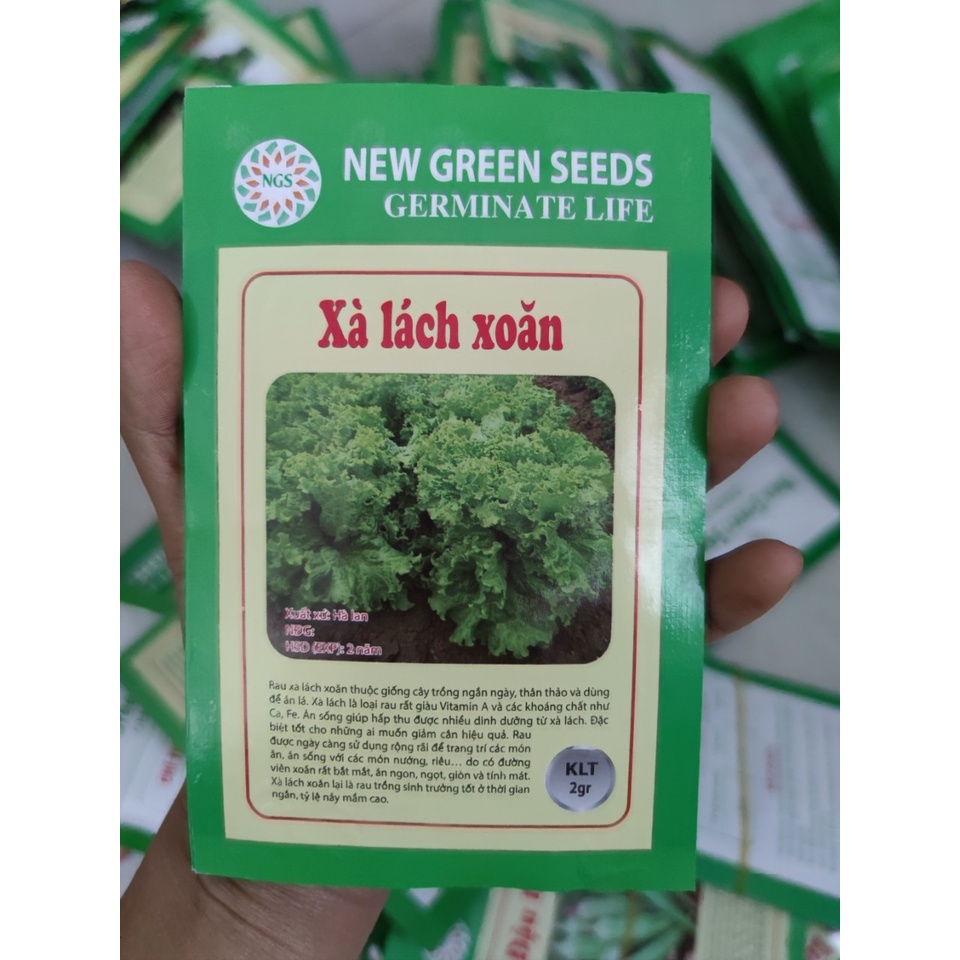 NGS
NEW GREEN SEEDS
GERMINATE LIFE
Xà lách xoăn
Xuất xứ: Hà lan
NĐG:
HSD (EXP): 2 năm
Rau xà lách xoăn thuộc giống cây trồng ngắn ngày, thân thảo và dùng
để ăn lá. Xà lách là loại rau rất giàu Vitamin A và các khoáng chất như
Ca, Fe. Ăn sống giúp hấp thu được nhiều dinh dưỡng từ xà lách. Đặc
biệt tốt cho những ai muốn giảm cân hiệu quả. Rau
được ngày càng sử dụng rộng rãi để trang trí các món
ăn, ăn sống với các món nướng, riêu... do có đường
viền xoăn rất bắt mắt, ăn ngon, ngọt, giòn và tính mát.
Xà lách xoăn lại là rau trồng sinh trưởng tốt ở thời gian
ngắn, tỷ lệ nảy mầm cao.
KLT
2gr
Đậu